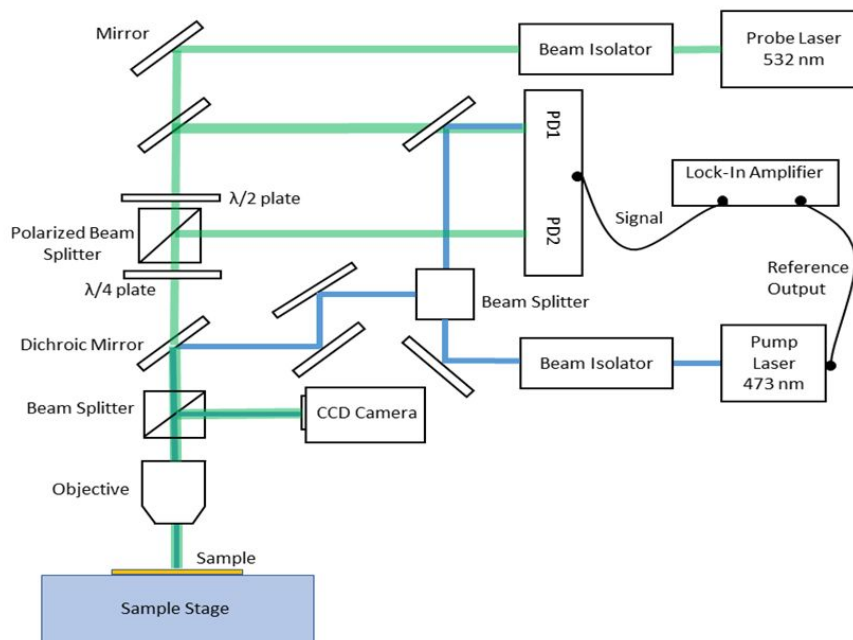 Mirror
Beam Isolator
Probe Laser
532 nm
PD1
Lock-In Amplifier
λ/2 plate
Signal
Polarized Beam
Splitter
PD2
λ/4 plate
Reference
Output
Beam Splitter
Dichroic Mirror
Beam Isolator
Pump
Laser
473 nm
Beam Splitter
CCD Camera
Objective
Sample
Sample Stage